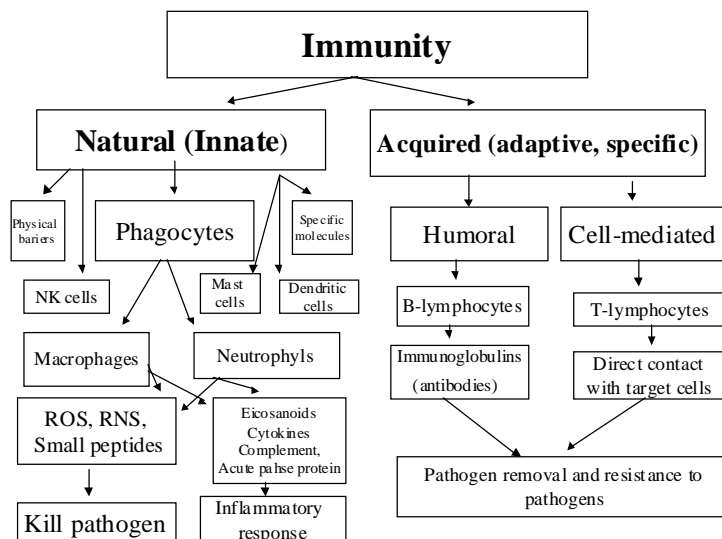 Immunity
Natural (Innate)
Acquired (adaptive, specific)
Physical
bariers
Phagocytes
Specific
molecules
Humoral
Cell-mediated
NK cells
Mast
cells
Dendritic
cells
B-lymphocytes
T-lymphocytes
Macrophages
Neutrophyls
Immunoglobulins
(antibodies)
Direct contact
with target cells
ROS, RNS,
Small peptides
Eicosanoids
Cytokines
Complement,
Acute pahse protein
Pathogen removal and resistance to
pathogens
Kill pathogen
Inflammatory
response